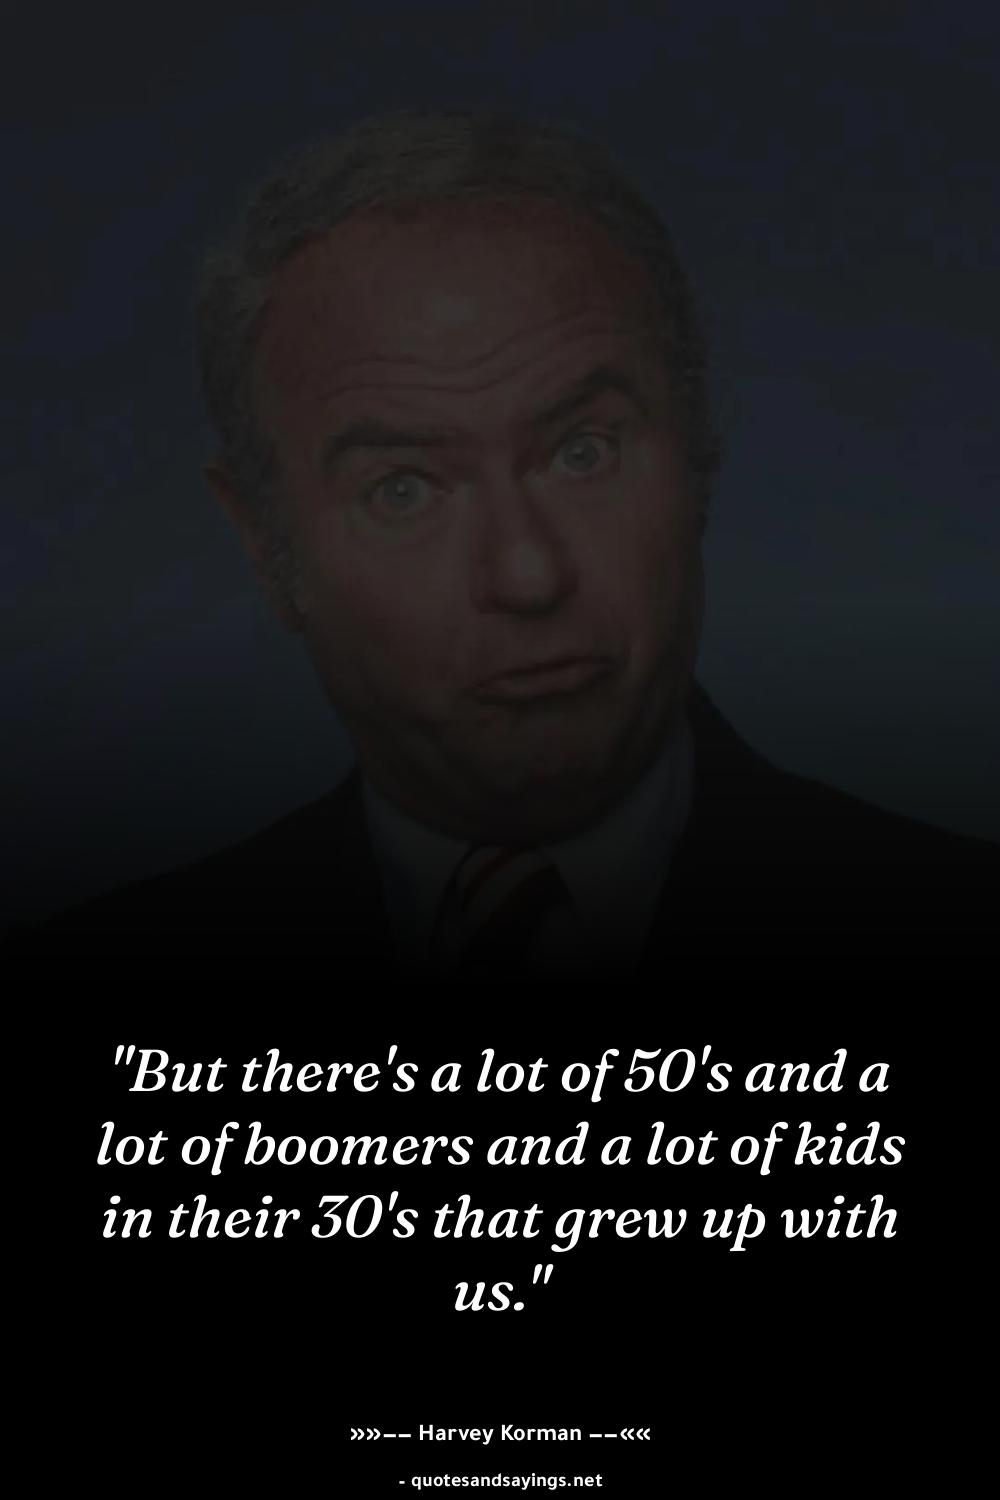 "But there's a lot of 50's and a
lot of boomers and a lot of kids
in their 30's that grew up with
us."
»»−− Harvey Korman −−««
- quotesandsayings.net